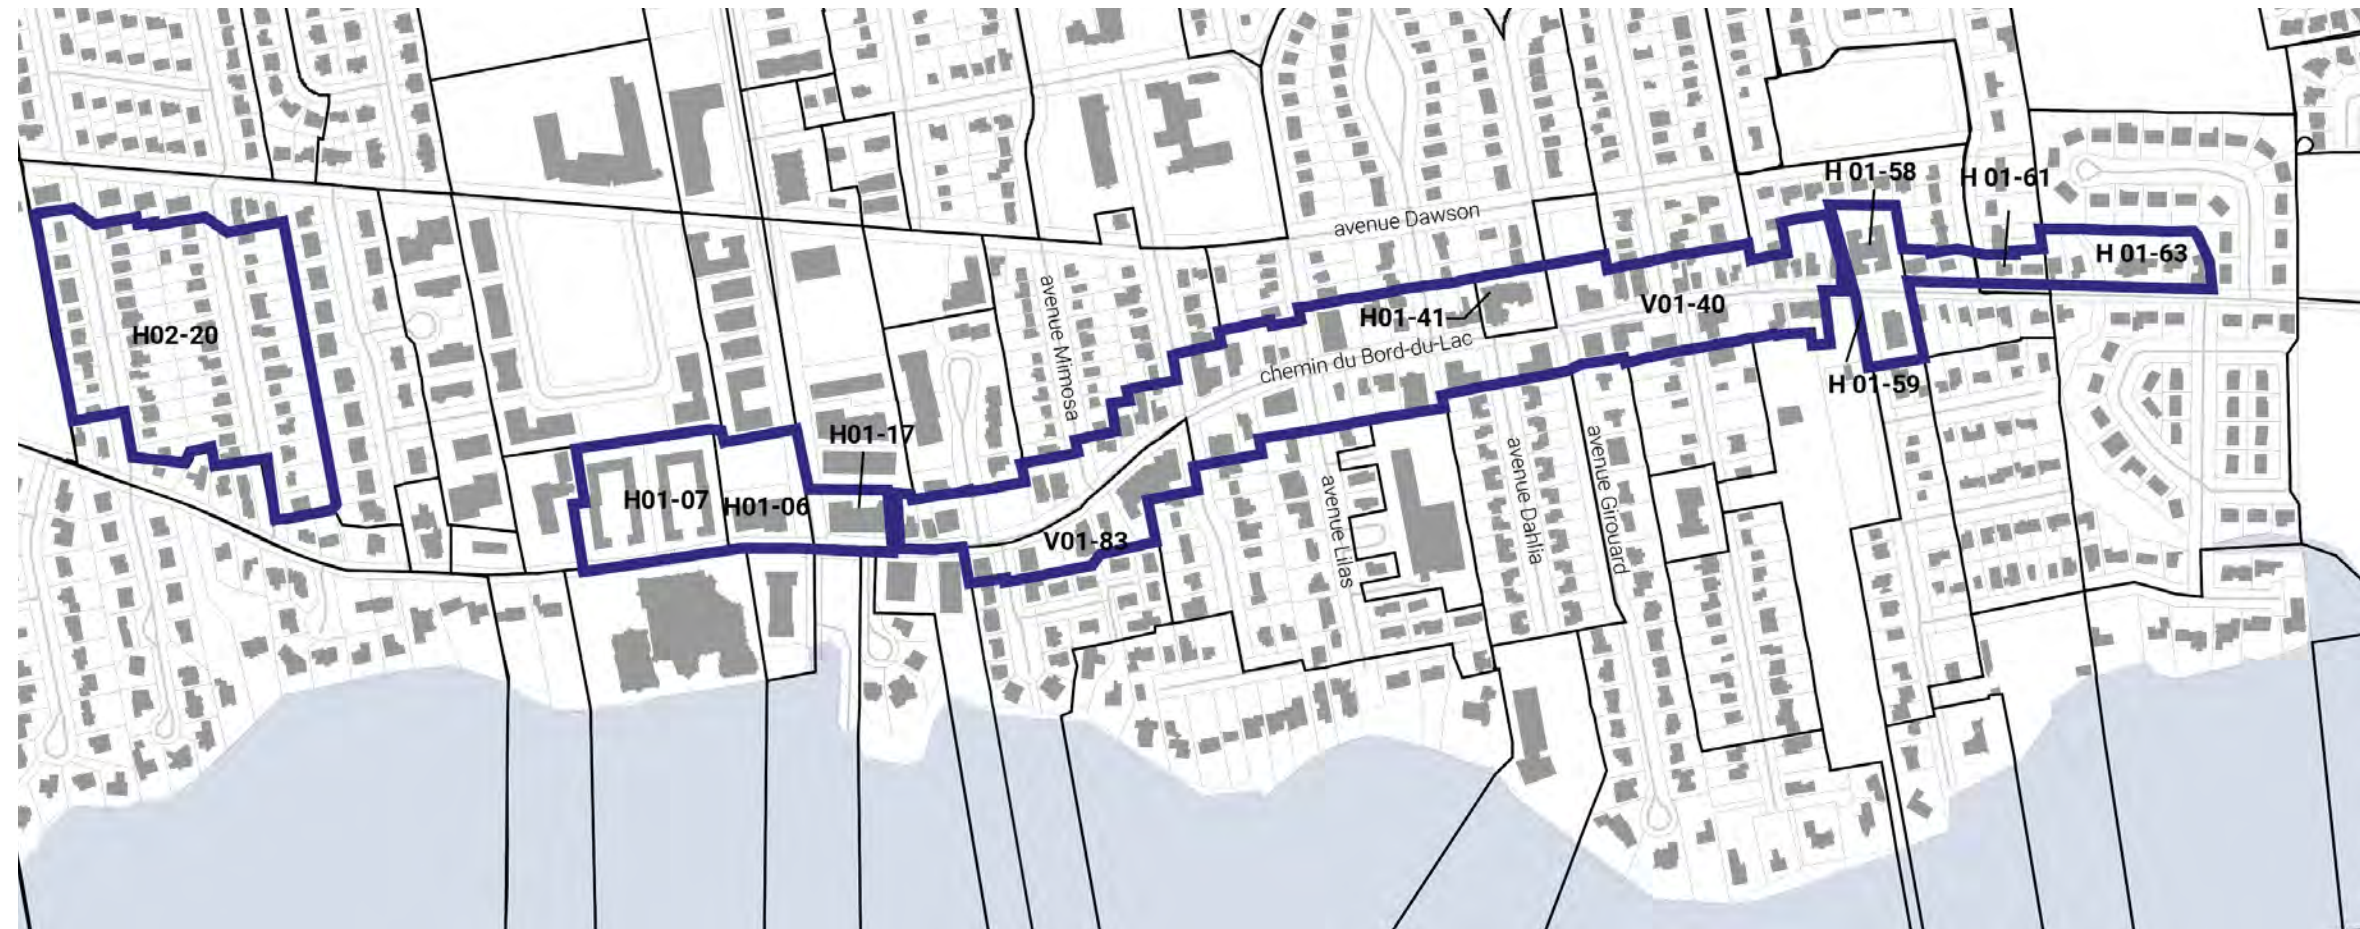 H 01-58
H 01-61
avenue Dawson
H 01-63
avenue Mimosa
H01-41
V01-40
H02-20
chemin du Bord-du-Lac
H 01-59
H01-17
H01-07
H01-06
V01-83
avenue Lilas
avenue Dahlia
avenue Girouard